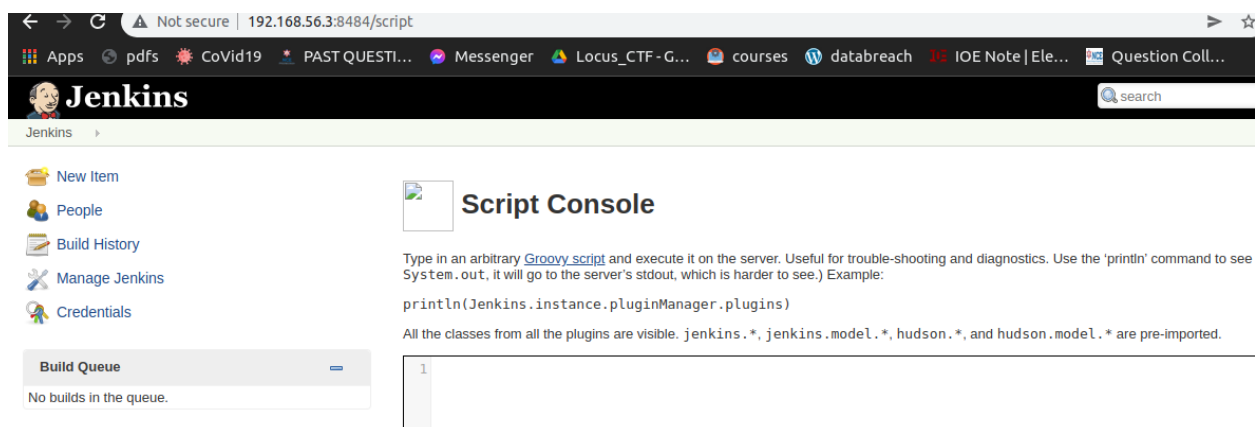 Not secure | 192.168.56.3:8484/script
Apps pdfs CoVid19 PAST QUESTI... Messenger Locus_CTF - G... courses databreach IOE Note | Ele... Question Coll...
Jenkins
search
Jenkins
New Item
People
Build History
Manage Jenkins
Credentials
Build Queue
No builds in the queue.
Script Console
Type in an arbitrary Groovy script and execute it on the server. Useful for trouble-shooting and diagnostics. Use the ‘println’ command to see
System.out, it will go to the server’s stdout, which is harder to see.) Example:
println(Jenkins.instance.pluginManager.plugins)
All the classes from all the plugins are visible. jenkins.*, jenkins.model.*, hudson.*, and hudson.model.* are pre-imported.
1